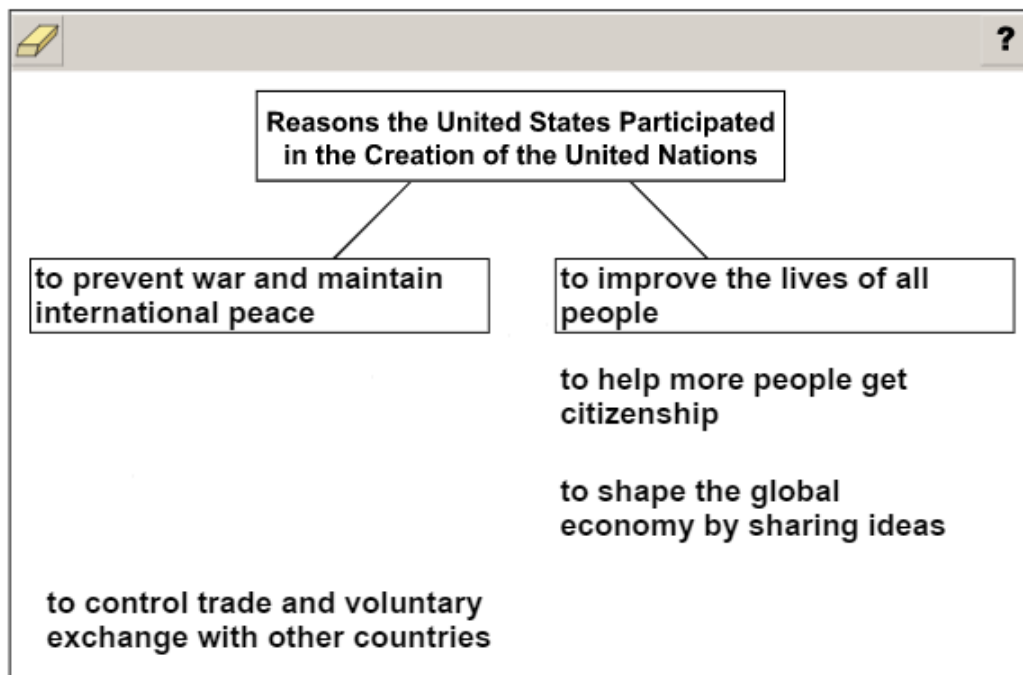 ?
Reasons the United States Participated
in the Creation of the United Nations
to prevent war and maintain
international peace
to improve the lives of all
people
to help more people get
citizenship
to shape the global
economy by sharing ideas
to control trade and voluntary
exchange with other countries